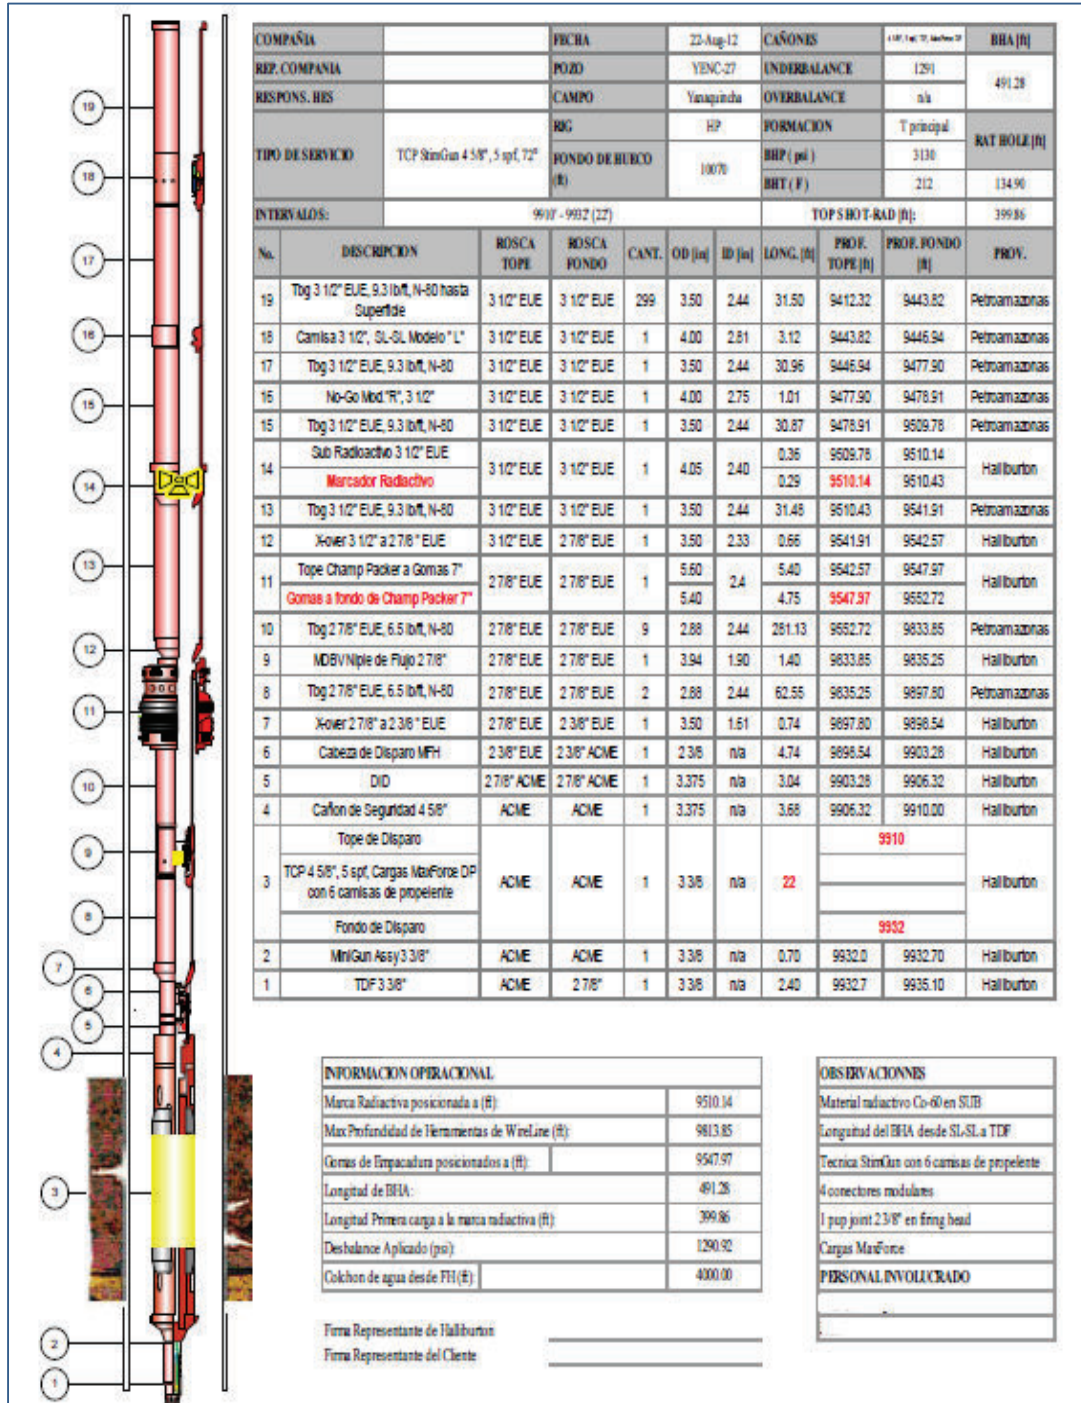 COMPAÑIA FECHA 22-Aug-12 CAÑONES BHA [ft]
REP. COMPANIA POZO YENC-27 UNDERBALANCE 1291 491.28
RESPONS. HES CAMPO Yanaquincha OVERBALANCE n/a
TIPO DE SERVICIO TCP StimGun 4 5/8", 5 spf, 72° RIG HP FORMACION T principal RAT HOLE [ft]
FONDO DE HUECO (ft) 10070 BHP ( psi ) 3130
BHT ( F ) 212 134.90
INTERVALOS: 9910' - 9932' (22') TOP SHOT-RAD [ft]: 399.86
No. DESCRIPCION ROSCA TOPE ROSCA FONDO CANT. OD [in] ID [in] LONG. [ft] PROF. TOPE [ft] PROF. FONDO [ft] PROV.
19 Tbg 3 1/2" EUE, 9.3 lb/ft, N-80 hasta Superficie 3 1/2" EUE 3 1/2" EUE 299 3.50 2.44 31.50 9412.32 9443.82 Petroamazonas
18 Camisa 3 1/2", SL-SL Modelo "L" 3 1/2" EUE 3 1/2" EUE 1 4.00 2.81 3.12 9443.82 9446.94 Petroamazonas
17 Tbg 3 1/2" EUE, 9.3 lb/ft, N-80 3 1/2" EUE 3 1/2" EUE 1 3.50 2.44 30.96 9446.94 9477.90 Petroamazonas
16 No-Go Mod."R", 3 1/2" 3 1/2" EUE 3 1/2" EUE 1 4.00 2.75 1.01 9477.90 9478.91 Petroamazonas
15 Tbg 3 1/2" EUE, 9.3 lb/ft, N-80 3 1/2" EUE 3 1/2" EUE 1 3.50 2.44 30.87 9478.91 9509.78 Petroamazonas
14 Sub Radioactivo 3 1/2" EUE 3 1/2" EUE 3 1/2" EUE 1 4.05 2.40 0.36 9509.78 9510.14 Halliburton
Marcador Radiactivo 0.29 9510.14 9510.43
13 Tbg 3 1/2" EUE, 9.3 lb/ft, N-80 3 1/2" EUE 3 1/2" EUE 1 3.50 2.44 31.48 9510.43 9541.91 Petroamazonas
12 X-over 3 1/2" a 2 7/8" EUE 3 1/2" EUE 2 7/8" EUE 1 3.50 2.33 0.66 9541.91 9542.57 Halliburton
11 Tope Champ Packer a Gomas 7" 2 7/8" EUE 2 7/8" EUE 1 5.60 2.4 5.40 9542.57 9547.97 Halliburton
Gomas a fondo de Champ Packer 7" 5.40 4.75 9547.97 9552.72
10 Tbg 2 7/8" EUE, 6.5 lb/ft, N-80 2 7/8" EUE 2 7/8" EUE 9 2.88 2.44 281.13 9552.72 9833.85 Petroamazonas
9 MDBV Niple de Flujo 2 7/8" 2 7/8" EUE 2 7/8" EUE 1 3.94 1.90 1.40 9833.85 9835.25 Halliburton
8 Tbg 2 7/8" EUE, 6.5 lb/ft, N-80 2 7/8" EUE 2 7/8" EUE 2 2.88 2.44 62.55 9835.25 9897.80 Petroamazonas
7 X-over 2 7/8" a 2 3/8" EUE 2 7/8" EUE 2 3/8" EUE 1 3.50 1.61 0.74 9897.80 9898.54 Halliburton
6 Cabeza de Disparo MFH 2 3/8" EUE 2 3/8" ACME 1 2 3/8 n/a 4.74 9898.54 9903.28 Halliburton
5 DID 2 7/8" ACME 2 7/8" ACME 1 3.375 n/a 3.04 9903.28 9906.32 Halliburton
4 Cañon de Seguridad 4 5/8" ACME ACME 1 3.375 n/a 3.68 9906.32 9910.00 Halliburton
Tope de Disparo 9910
3 TCP 4 5/8", 5 spf, Cargas MaxForce DP con 6 camisas de propelente ACME ACME 1 3 3/8 n/a 22 Halliburton
Fondo de Disparo 9932
2 MiniGun Assy 3 3/8" ACME ACME 1 3 3/8 n/a 0.70 9932.0 9932.70 Halliburton
1 TDF 3 3/8" ACME 2 7/8" 1 3 3/8 n/a 2.40 9932.7 9935.10 Halliburton
INFORMACION OPERACIONAL
Marca Radiactiva posicionada a (ft): 9510.14
Max Profundidad de Herramientas de WireLine (ft): 9813.85
Gomas de Empacadura posicionados a (ft): 9547.97
Longitud de BHA: 491.28
Longitud Primera carga a la marca radiactiva (ft): 399.86
Desbalance Aplicado (psi): 1290.92
Colchon de agua desde FH (ft): 4000.00
OBSERVACIONNES
Material radiactivo Co-60 en SUB
Longuitud del BHA desde SL-SL a TDF
Tecnica StimGun con 6 camisas de propelente
4 conectores modulares
1 pup joint 2 3/8" en firing head
Cargas MaxForce
PERSONAL INVOLUCRADO
Firma Representante de Halliburton
Firma Representante del Cliente
19
18
17
16
15
14
13
12
11
10
9
8
7
6
5
4
3
2
1